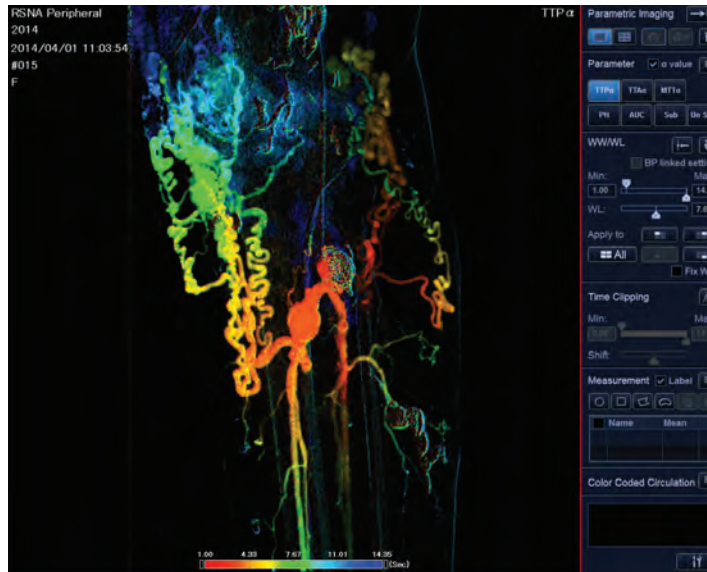 RSNA Peripheral
2014
2014/04/01 11:03:54
#015
F
TTP α
1.00 4.33 7.67 11.01 14.35
(Sec)
Parametric Imaging
Parameter α value
TTPα TTAα MTTα
PH AUC Sub
WW/WL
BP linked setti
Min: Ma
1.00 14.
WL: 7.6
Apply to
All
Fix W
Time Clipping
Min: Ma
Shift:
Measurement Label
Name Mean
Color Coded Circulation